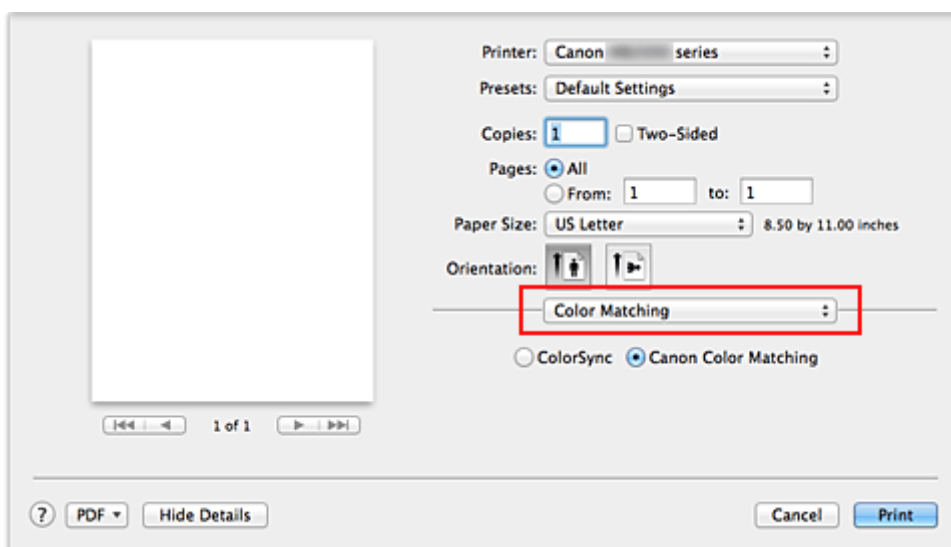 Printer: Canon series
Presets: Default Settings
Copies: 1 Two-Sided
Pages: All
From: 1 to: 1
Paper Size: US Letter 8.50 by 11.00 inches
Orientation:
Color Matching
ColorSync Canon Color Matching
1 of 1
? PDF Hide Details Cancel Print